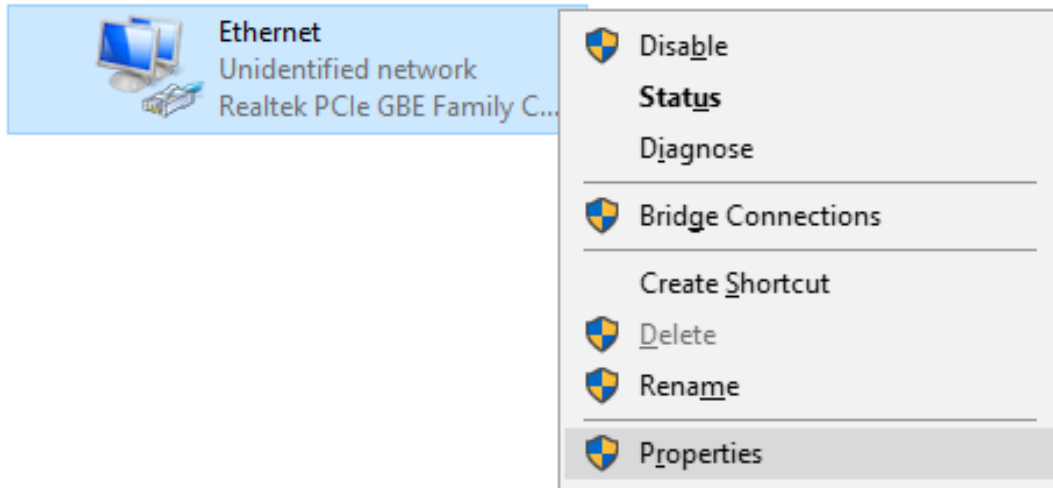 Ethernet
Unidentified network
Realtek PCIe GBE Family C...
Disable
Status
Diagnose
Bridge Connections
Create Shortcut
Delete
Rename
Properties